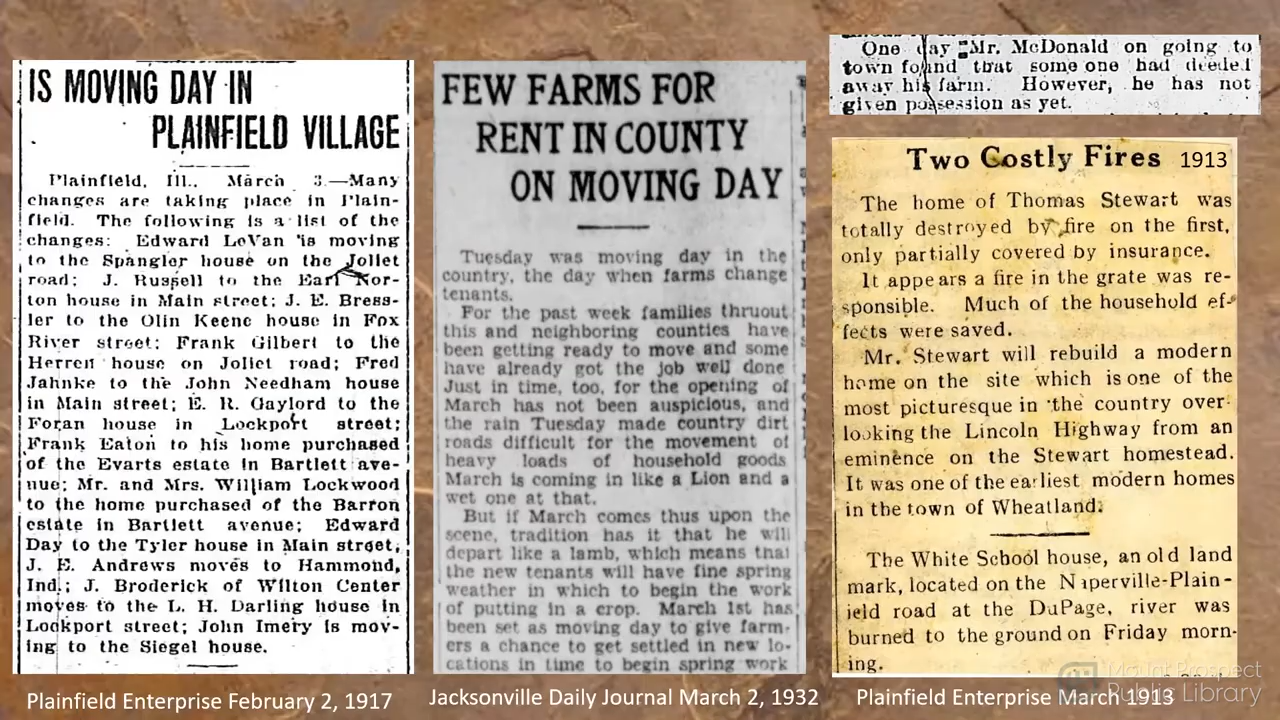 IS MOVING DAY IN
PLAINFIELD VILLAGE
Plainfield, Ill., March 3.—Many
changes are taking place in Plain-
field. The following is a list of the
changes: Edward LeVan is moving
to the Spangler house on the Joliet
road; J. Russell to the Earl Nor-
ton house in Main street; J. E. Bress-
ler to the Olin Keene house in Fox
River street; Frank Gilbert to the
Herren house on Joliet road; Fred
Jahnke to the John Needham house
in Main street; E. R. Gaylord to the
Foran house in Lockport street;
Frank Eaton to his home purchased
of the Evarts estate in Bartlett ave-
nue; Mr. and Mrs. William Lockwood
to the home purchased of the Barron
estate in Bartlett avenue; Edward
Day to the Tyler house in Main street;
J. E. Andrews moves to Hammond,
Ind.; J. Broderick of Wilton Center
moves to the L. H. Darling house in
Lockport street; John Imery is mov-
ing to the Siegel house.
Plainfield Enterprise February 2, 1917
FEW FARMS FOR
RENT IN COUNTY
ON MOVING DAY
Tuesday was moving day in the
country, the day when farms change
tenants.
For the past week families thruout
this and neighboring counties have
been getting ready to move and some
have already got the job well done
Just in time, too, for the opening of
March has not been auspicious, and
the rain Tuesday made country dirt
roads difficult for the movement of
heavy loads of household goods
March is coming in like a Lion and a
wet one at that.
But if March comes thus upon the
scene, tradition has it that he will
depart like a lamb, which means that
the new tenants will have fine spring
weather in which to begin the work
of putting in a crop. March 1st has
been set as moving day to give farm-
ers a chance to get settled in new lo-
cations in time to begin spring work
Jacksonville Daily Journal March 2, 1932
One day Mr. McDonald on going to
town found that some one had deeded
away his farm. However, he has not
given possession as yet.
Two Costly Fires 1913
The home of Thomas Stewart was
totally destroyed by fire on the first,
only partially covered by insurance.
It appears a fire in the grate was re-
sponsible. Much of the household ef-
fects were saved.
Mr. Stewart will rebuild a modern
home on the site which is one of the
most picturesque in the country over-
looking the Lincoln Highway from an
eminence on the Stewart homestead.
It was one of the earliest modern homes
in the town of Wheatland.
The White School house, an old land
mark, located on the Naperville-Plain-
ield road at the DuPage, river was
burned to the ground on Friday morn-
ing.
Plainfield Enterprise March 1913
Mount Prospect
Public Library